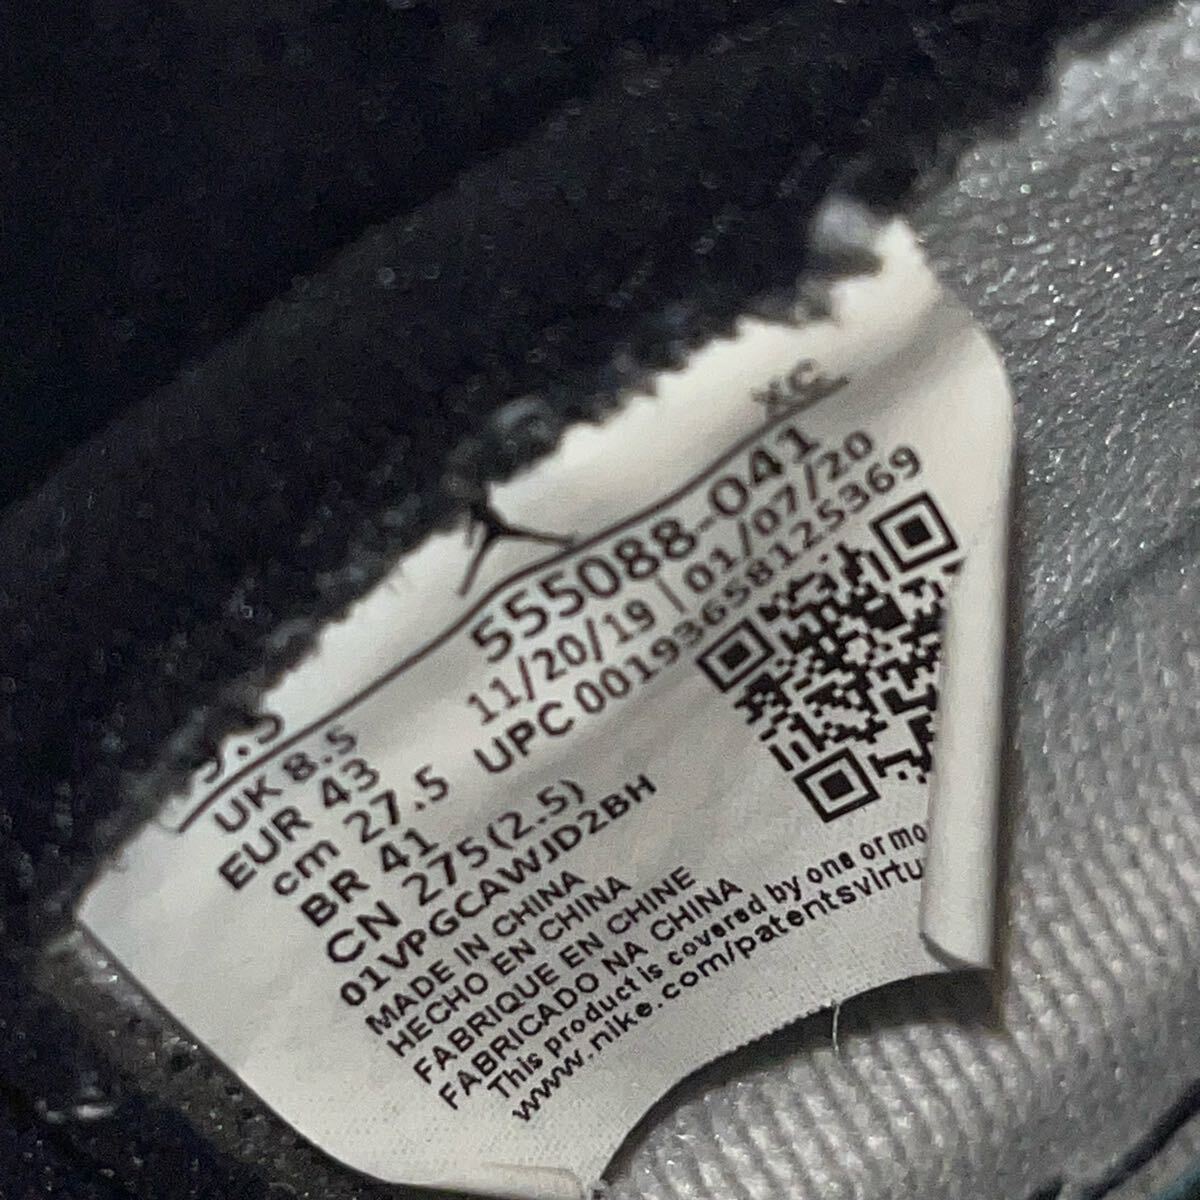 XC
555088-041
11/20/19 | 01/07/20
UPC 00193658125369
UK 8.5
EUR 43
cm 27.5
BR 41
CN 275(2.5)
01VPGCAWJD2BH
MADE IN CHINA
HECHO EN CHINA
FABRIQUE EN CHINE
FABRICADO NA CHINA
This product is covered by one or mo
www.nike.com/patentsvirtu